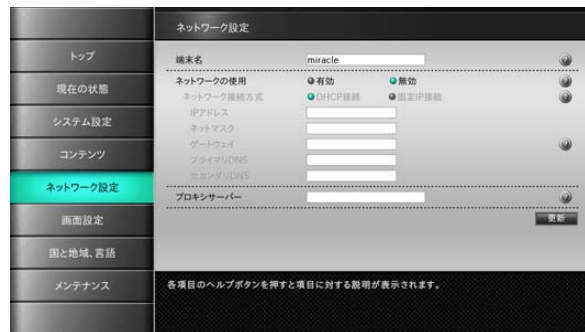 ネットワーク設定
トップ
現在の状態
システム設定
コンテンツ
ネットワーク設定
画面設定
国と地域、言語
メンテナンス
端末名 miracle
ネットワークの使用 有効 無効
ネットワーク接続方式 DHCP接続 固定IP接続
IPアドレス
ネットマスク
ゲートウェイ
プライマリDNS
セカンダリDNS
プロキシサーバー
更新
各項目のヘルプボタンを押すと項目に対する説明が表示されます。